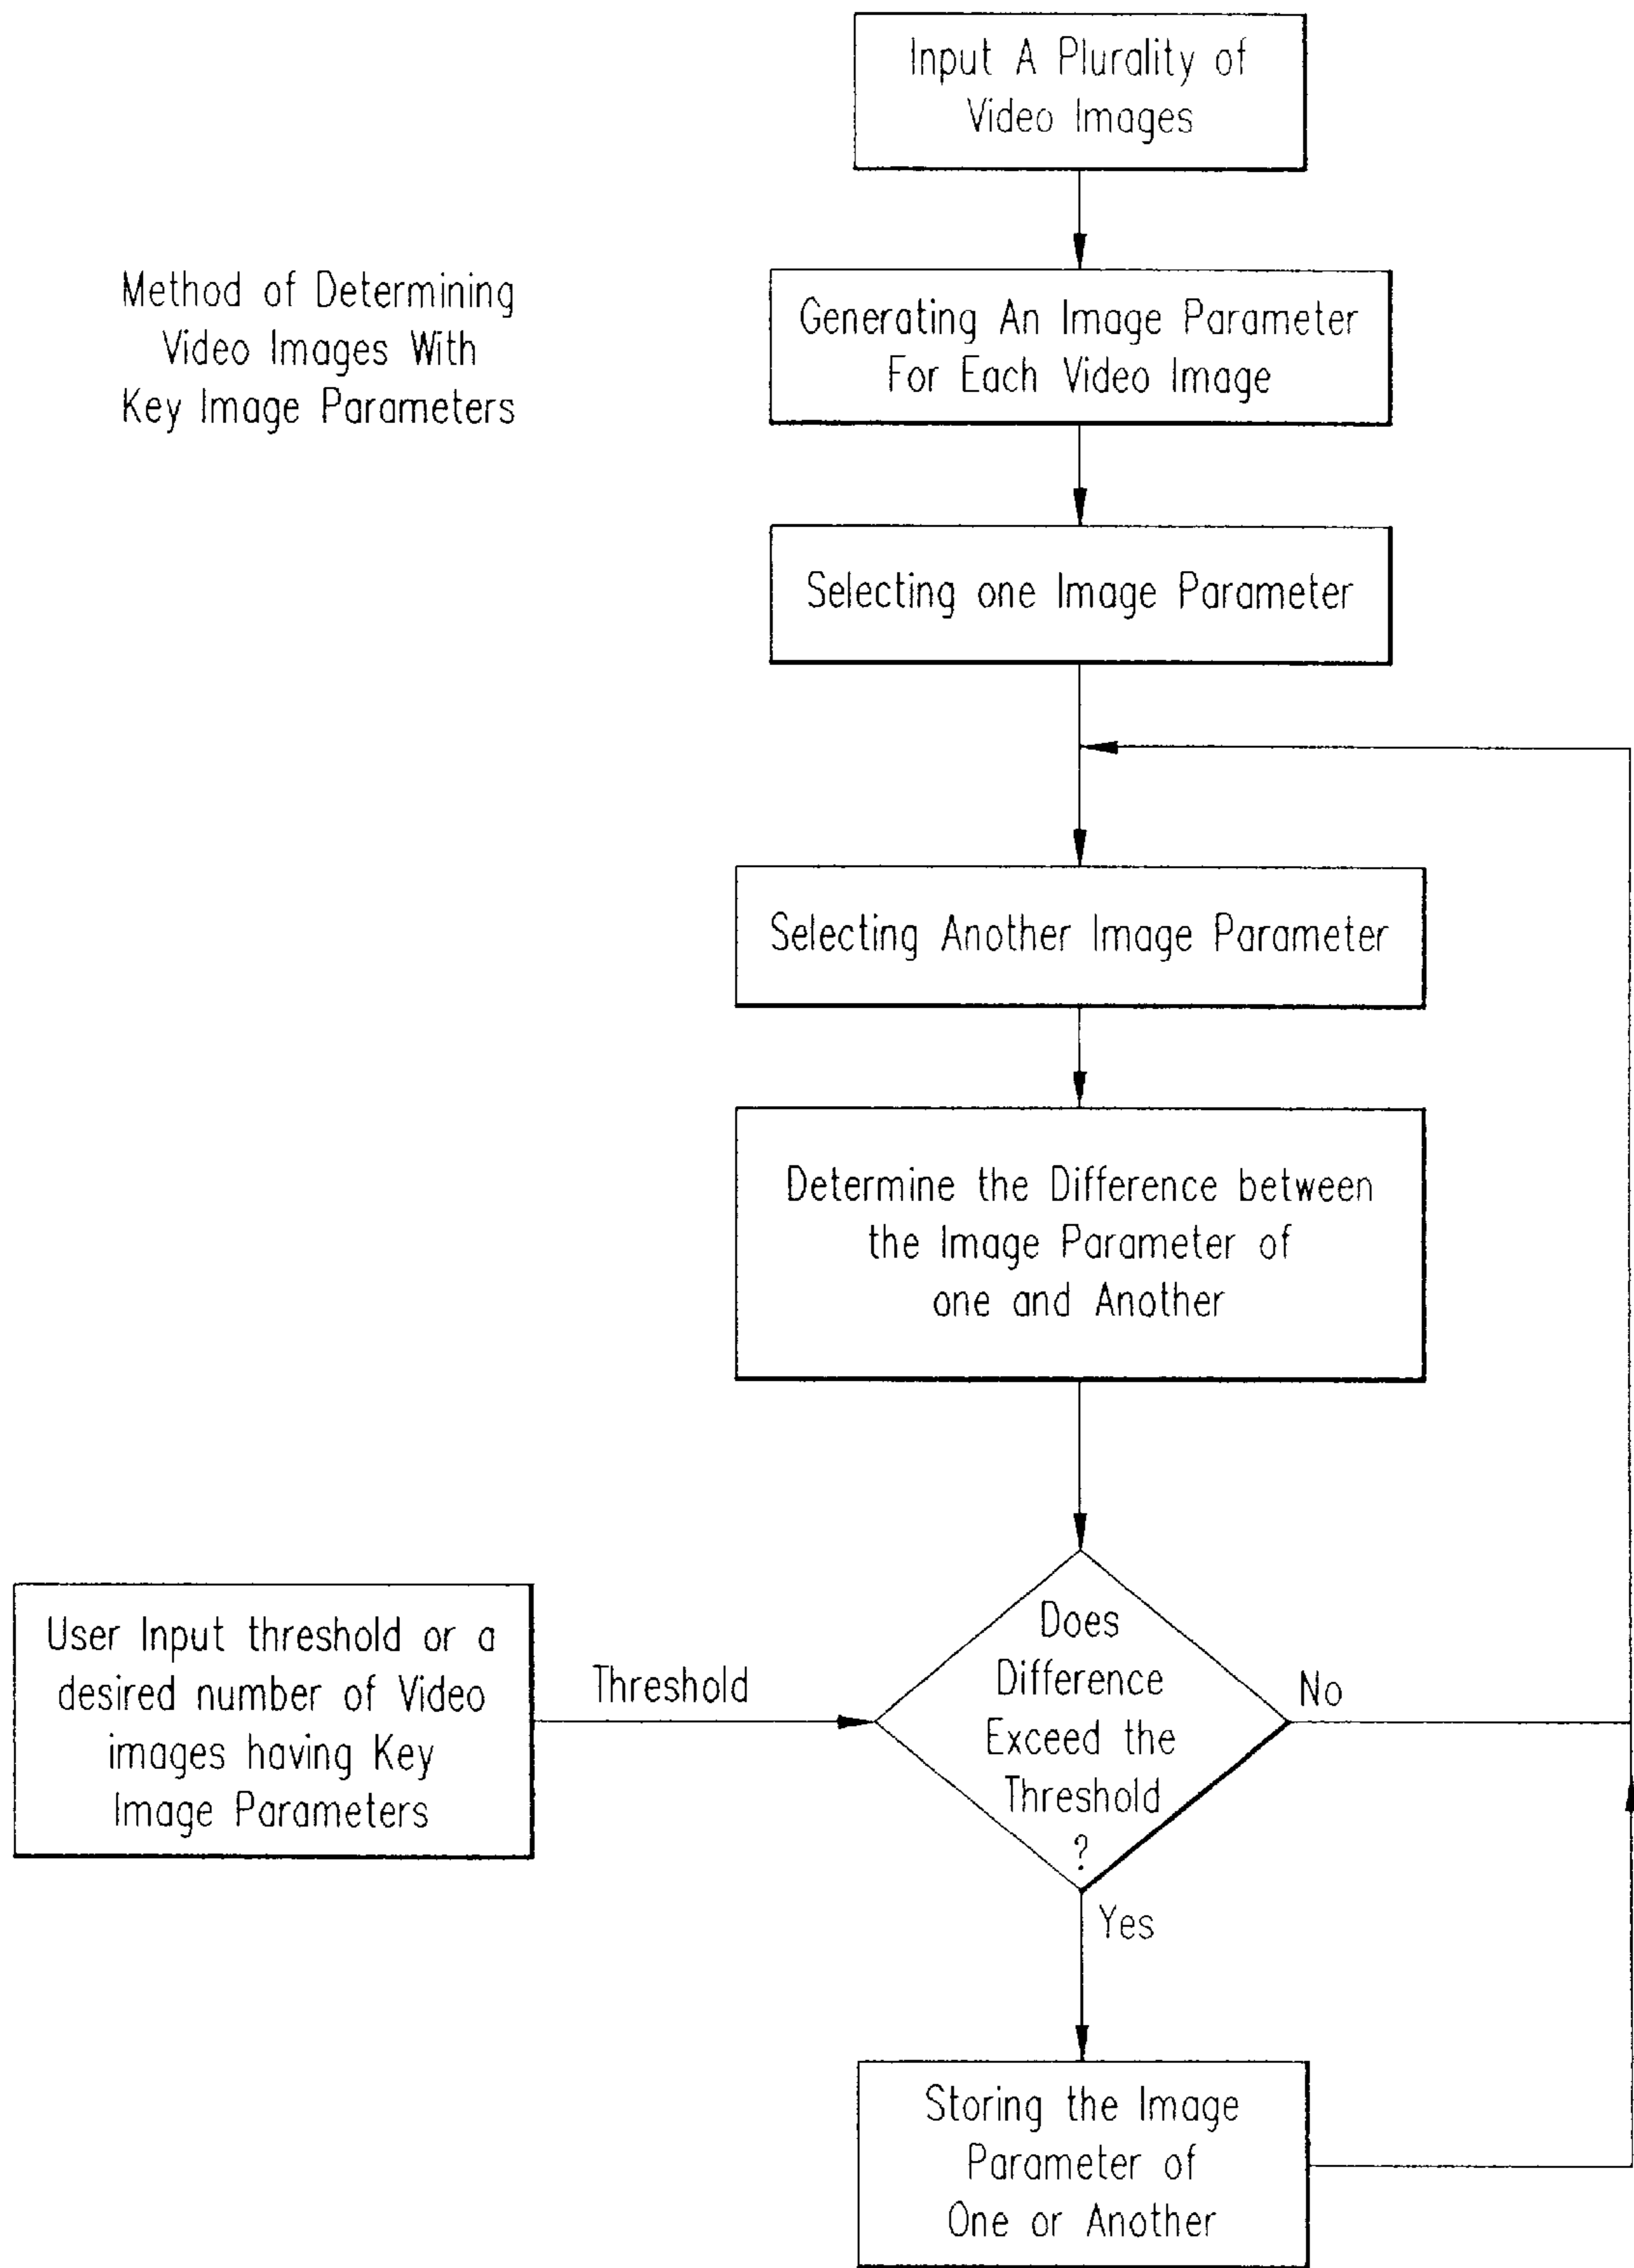 Input A Plurality of
Video Images
Method of Determining
Video Images With
Key Image Parameters
Generating An Image Parameter
For Each Video Image
Selecting one Image Parameter
Selecting Another Image Parameter
Determine the Difference between
the Image Parameter of
one and Another
User Input threshold or a
desired number of Video
images having Key
Image Parameters
Threshold
Does
Difference
Exceed the
Threshold
?
No
Yes
Storing the Image
Parameter of
One or Another